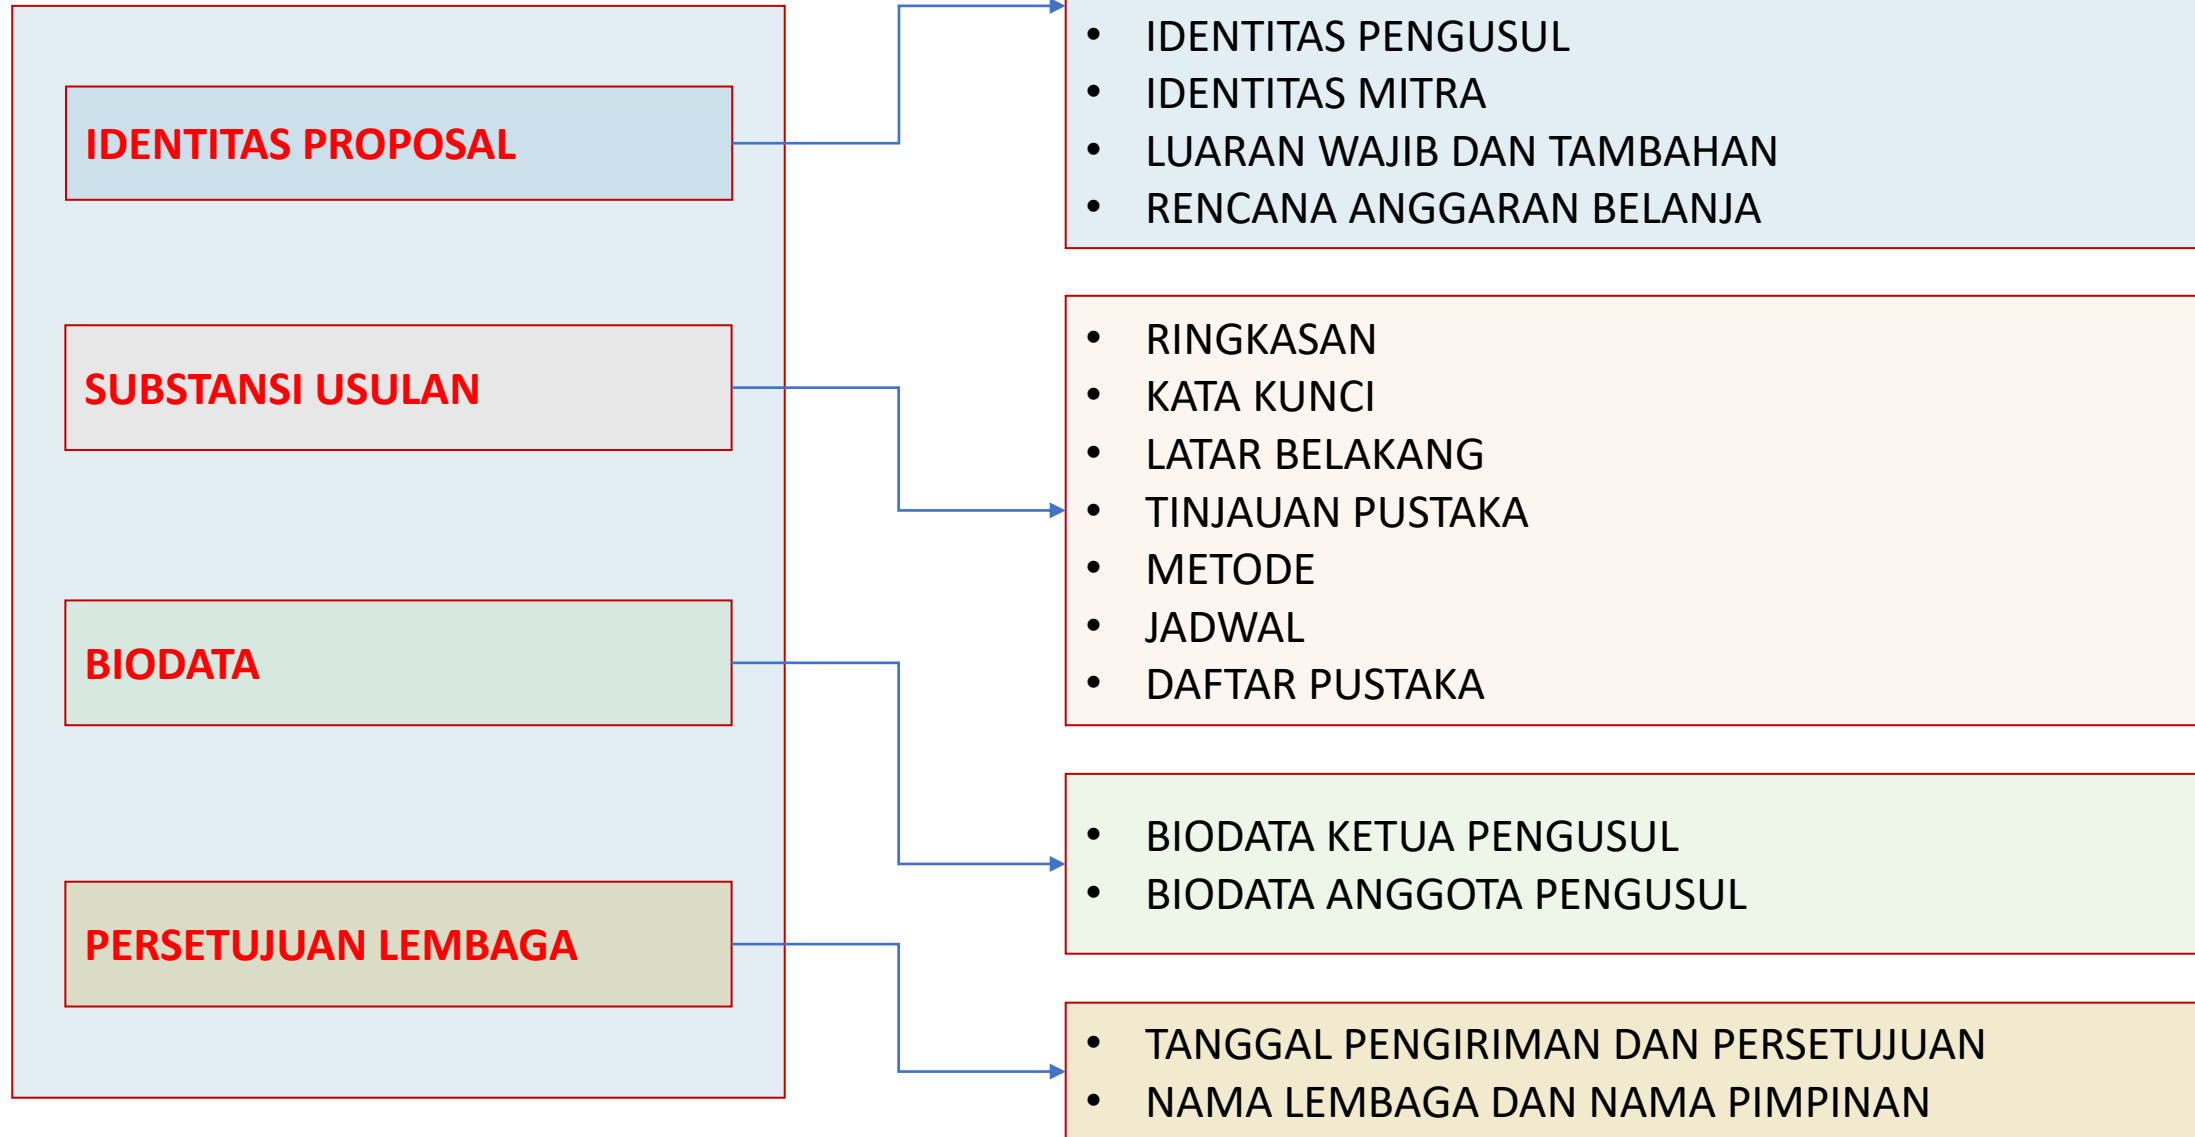 IDENTITAS PROPOSAL
• IDENTITAS PENGUSUL
• IDENTITAS MITRA
• LUARAN WAJIB DAN TAMBAHAN
• RENCANA ANGGARAN BELANJA
SUBSTANSI USULAN
• RINGKASAN
• KATA KUNCI
• LATAR BELAKANG
• TINJAUAN PUSTAKA
• METODE
• JADWAL
• DAFTAR PUSTAKA
BIODATA
• BIODATA KETUA PENGUSUL
• BIODATA ANGGOTA PENGUSUL
PERSETUJUAN LEMBAGA
• TANGGAL PENGIRIMAN DAN PERSETUJUAN
• NAMA LEMBAGA DAN NAMA PIMPINAN